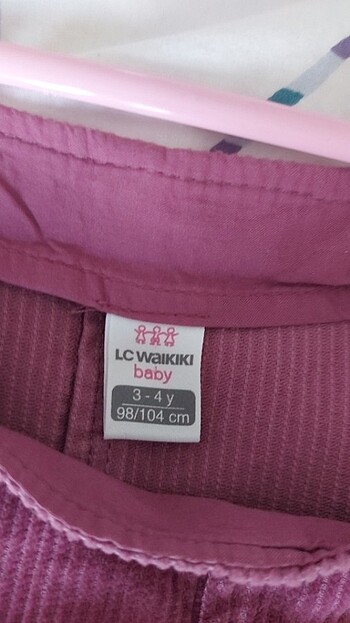 LC WAIKIKI
baby
3 - 4 y
98/104 cm